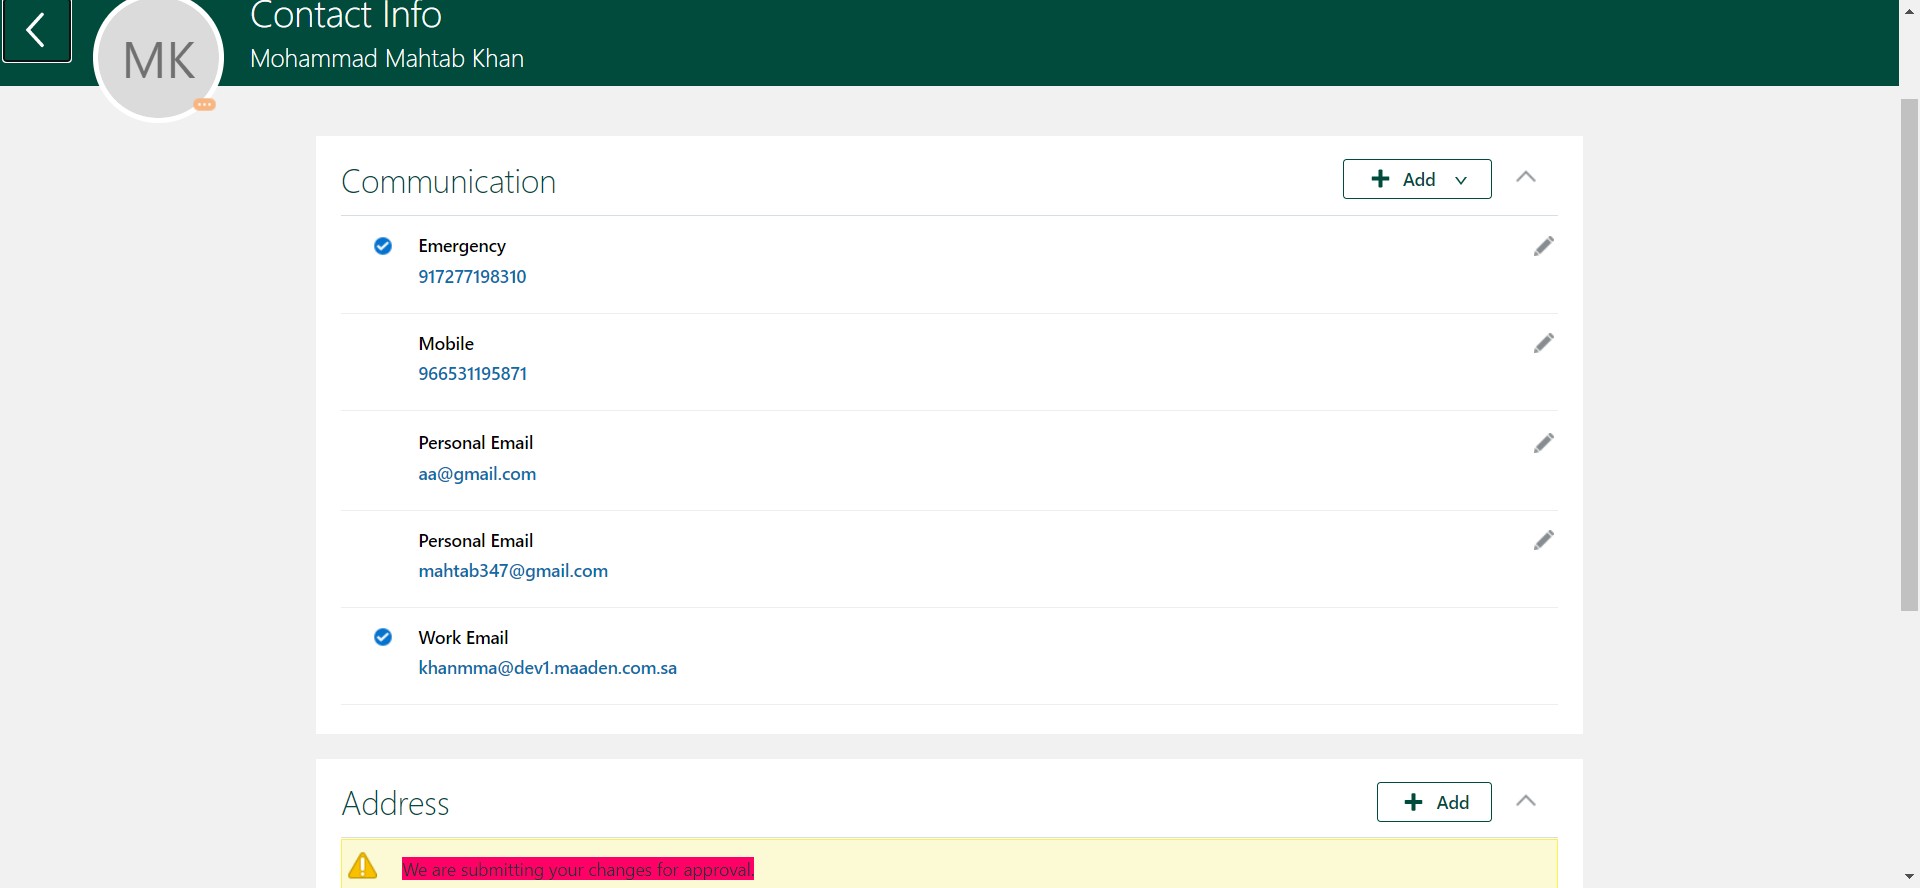 Contact Info
MK
Mohammad Mahtab Khan
Communication
Add
Emergency
917277198310
Mobile
966531195871
Personal Email
aa@gmail.com
Personal Email
mahtab347@gmail.com
Work Email
khanmma@dev1.maaden.com.sa
Address
Add
We are submitting your changes for approval.